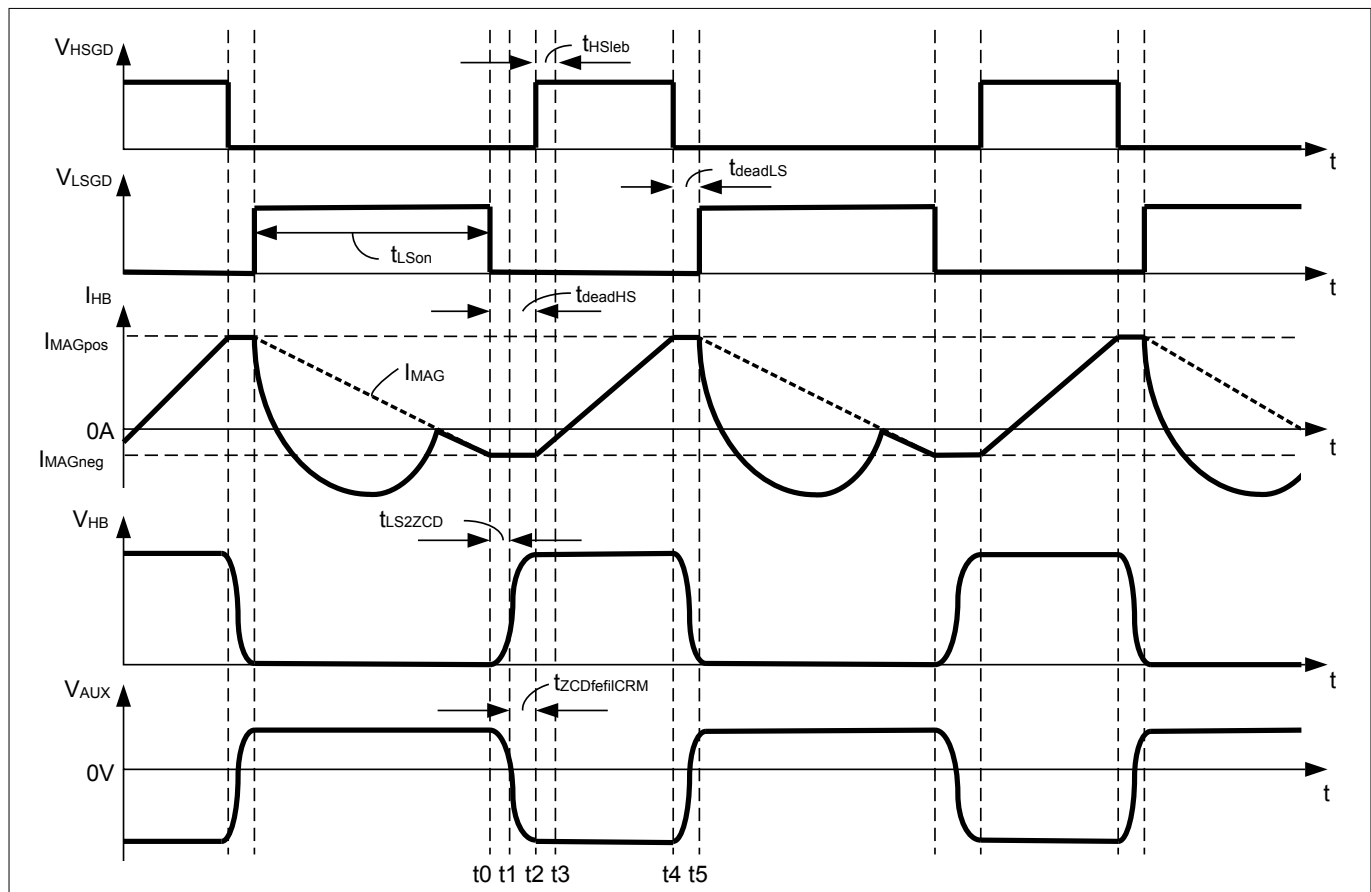 VHSGD
tHSleb
t
VLSGD
tdeadLS
tLSon
t
IHB
tdeadHS
IMAGpos
IMAG
0A
t
IMAGneg
VHB
tLS2ZCD
t
VAUX
tZCDfefilCRM
0V
t
t0 t1 t2 t3 t4 t5